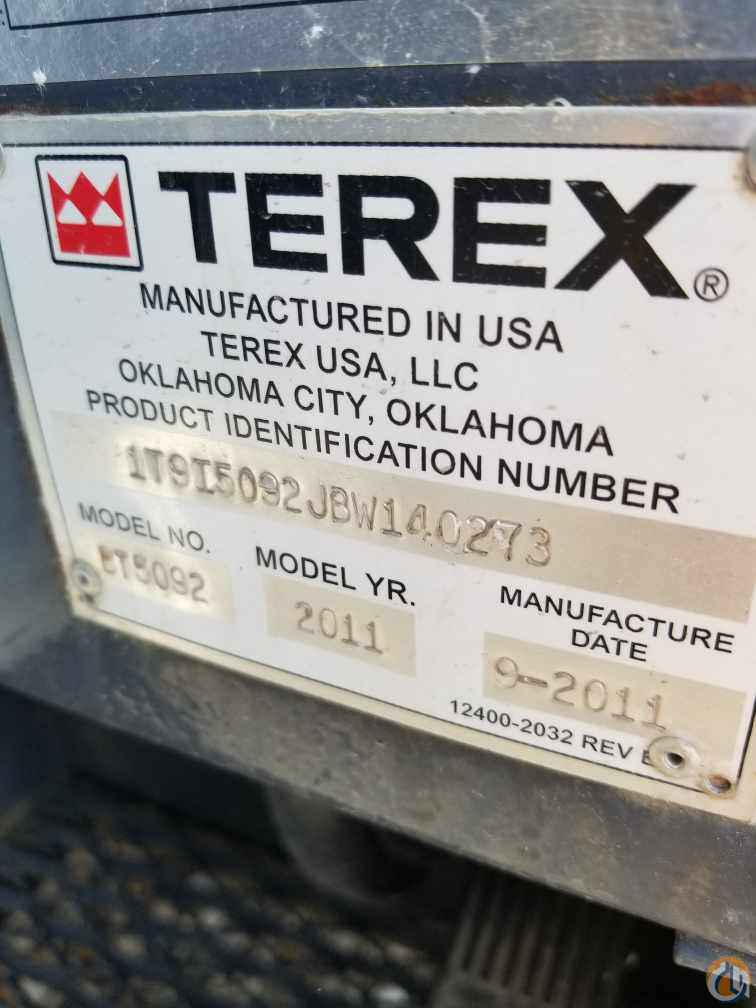 TEREX®
MANUFACTURED IN USA
TEREX USA, LLC
OKLAHOMA CITY, OKLAHOMA
PRODUCT IDENTIFICATION NUMBER
1T9I5092JBW140273
MODEL NO.
BT5092
MODEL YR.
2011
MANUFACTURE
DATE
9-2011
12400-2032 REV